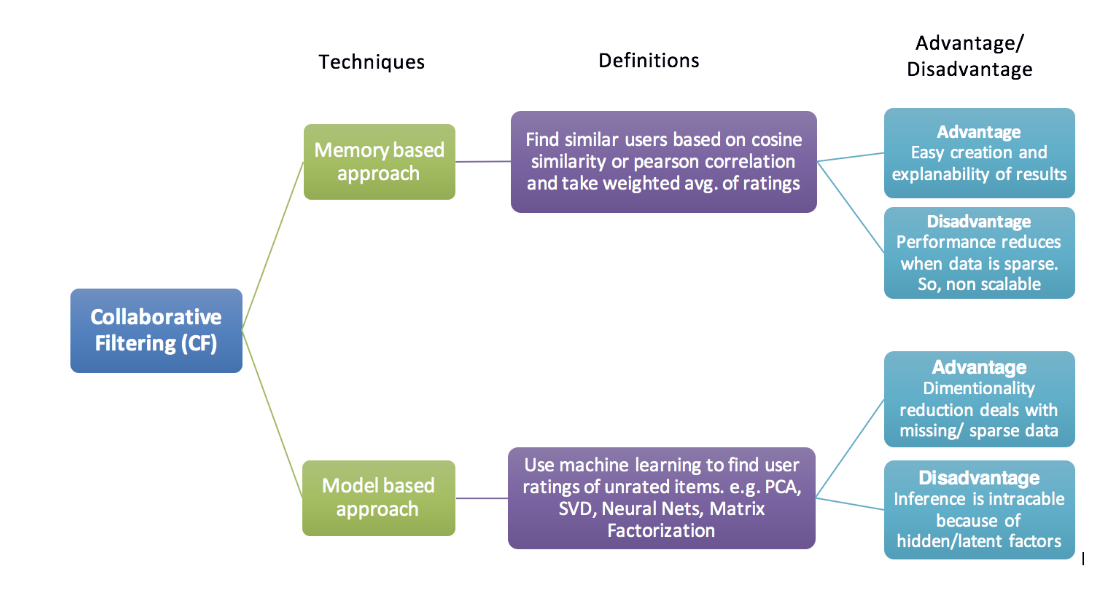 Techniques
Definitions
Advantage/
Disadvantage
Collaborative
Filtering (CF)
Memory based
approach
Find similar users based on cosine
similarity or pearson correlation
and take weighted avg. of ratings
Advantage
Easy creation and
explanability of results
Disadvantage
Performance reduces
when data is sparse.
So, non scalable
Model based
approach
Use machine learning to find user
ratings of unrated items. e.g. PCA,
SVD, Neural Nets, Matrix
Factorization
Advantage
Dimentionality
reduction deals with
missing/ sparse data
Disadvantage
Inference is intracable
because of
hidden/latent factors